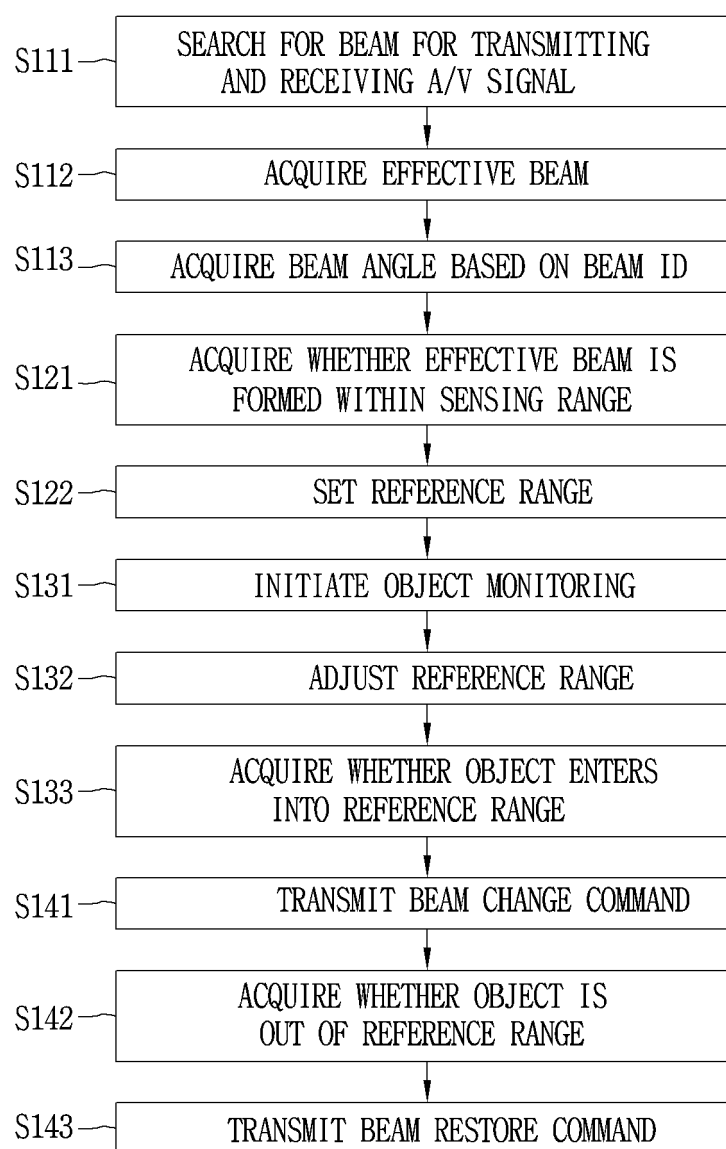 S111
SEARCH FOR BEAM FOR TRANSMITTING
AND RECEIVING A/V SIGNAL
S112
ACQUIRE EFFECTIVE BEAM
S113
ACQUIRE BEAM ANGLE BASED ON BEAM ID
S121
ACQUIRE WHETHER EFFECTIVE BEAM IS
FORMED WITHIN SENSING RANGE
S122
SET REFERENCE RANGE
S131
INITIATE OBJECT MONITORING
S132
ADJUST REFERENCE RANGE
S133
ACQUIRE WHETHER OBJECT ENTERS
INTO REFERENCE RANGE
S141
TRANSMIT BEAM CHANGE COMMAND
S142
ACQUIRE WHETHER OBJECT IS
OUT OF REFERENCE RANGE
S143
TRANSMIT BEAM RESTORE COMMAND